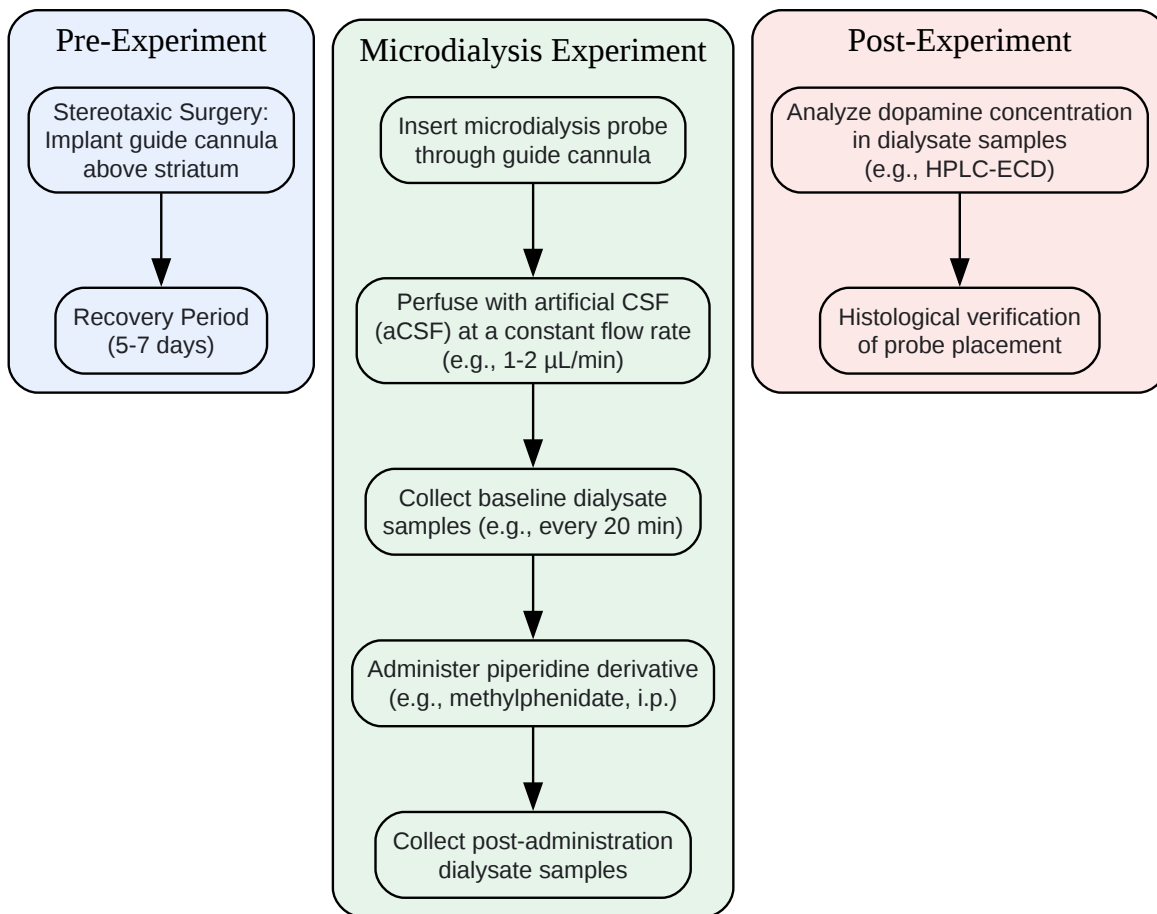 Pre-Experiment
Stereotaxic Surgery:
Implant guide cannula
above striatum
Recovery Period
(5-7 days)
Microdialysis Experiment
Insert microdialysis probe
through guide cannula
Perfuse with artificial CSF
(aCSF) at a constant flow rate
(e.g., 1-2 µL/min)
Collect baseline dialysate
samples (e.g., every 20 min)
Administer piperidine derivative
(e.g., methylphenidate, i.p.)
Collect post-administration
dialysate samples
Post-Experiment
Analyze dopamine concentration
in dialysate samples
(e.g., HPLC-ECD)
Histological verification
of probe placement